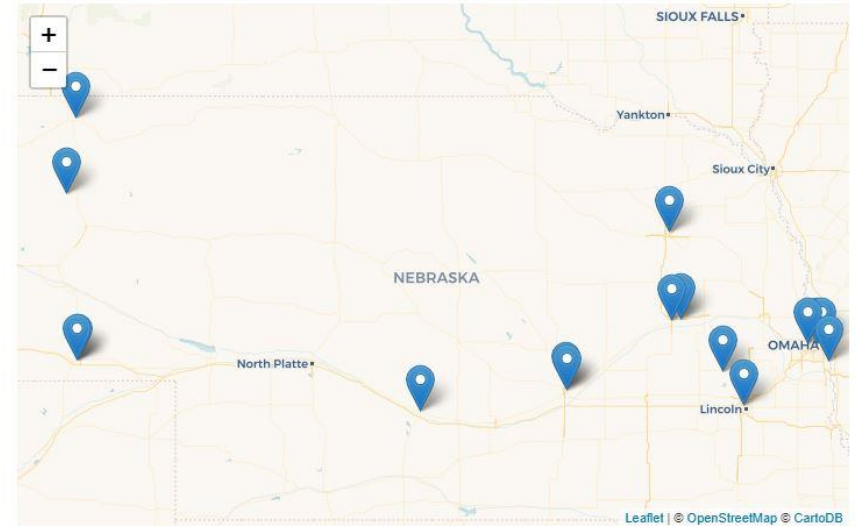 SIOUX FALLS
+
−
Yankton
Sioux City
NEBRASKA
OMAHA
North Platte
Lincoln
Leaflet | © OpenStreetMap © CartoDB